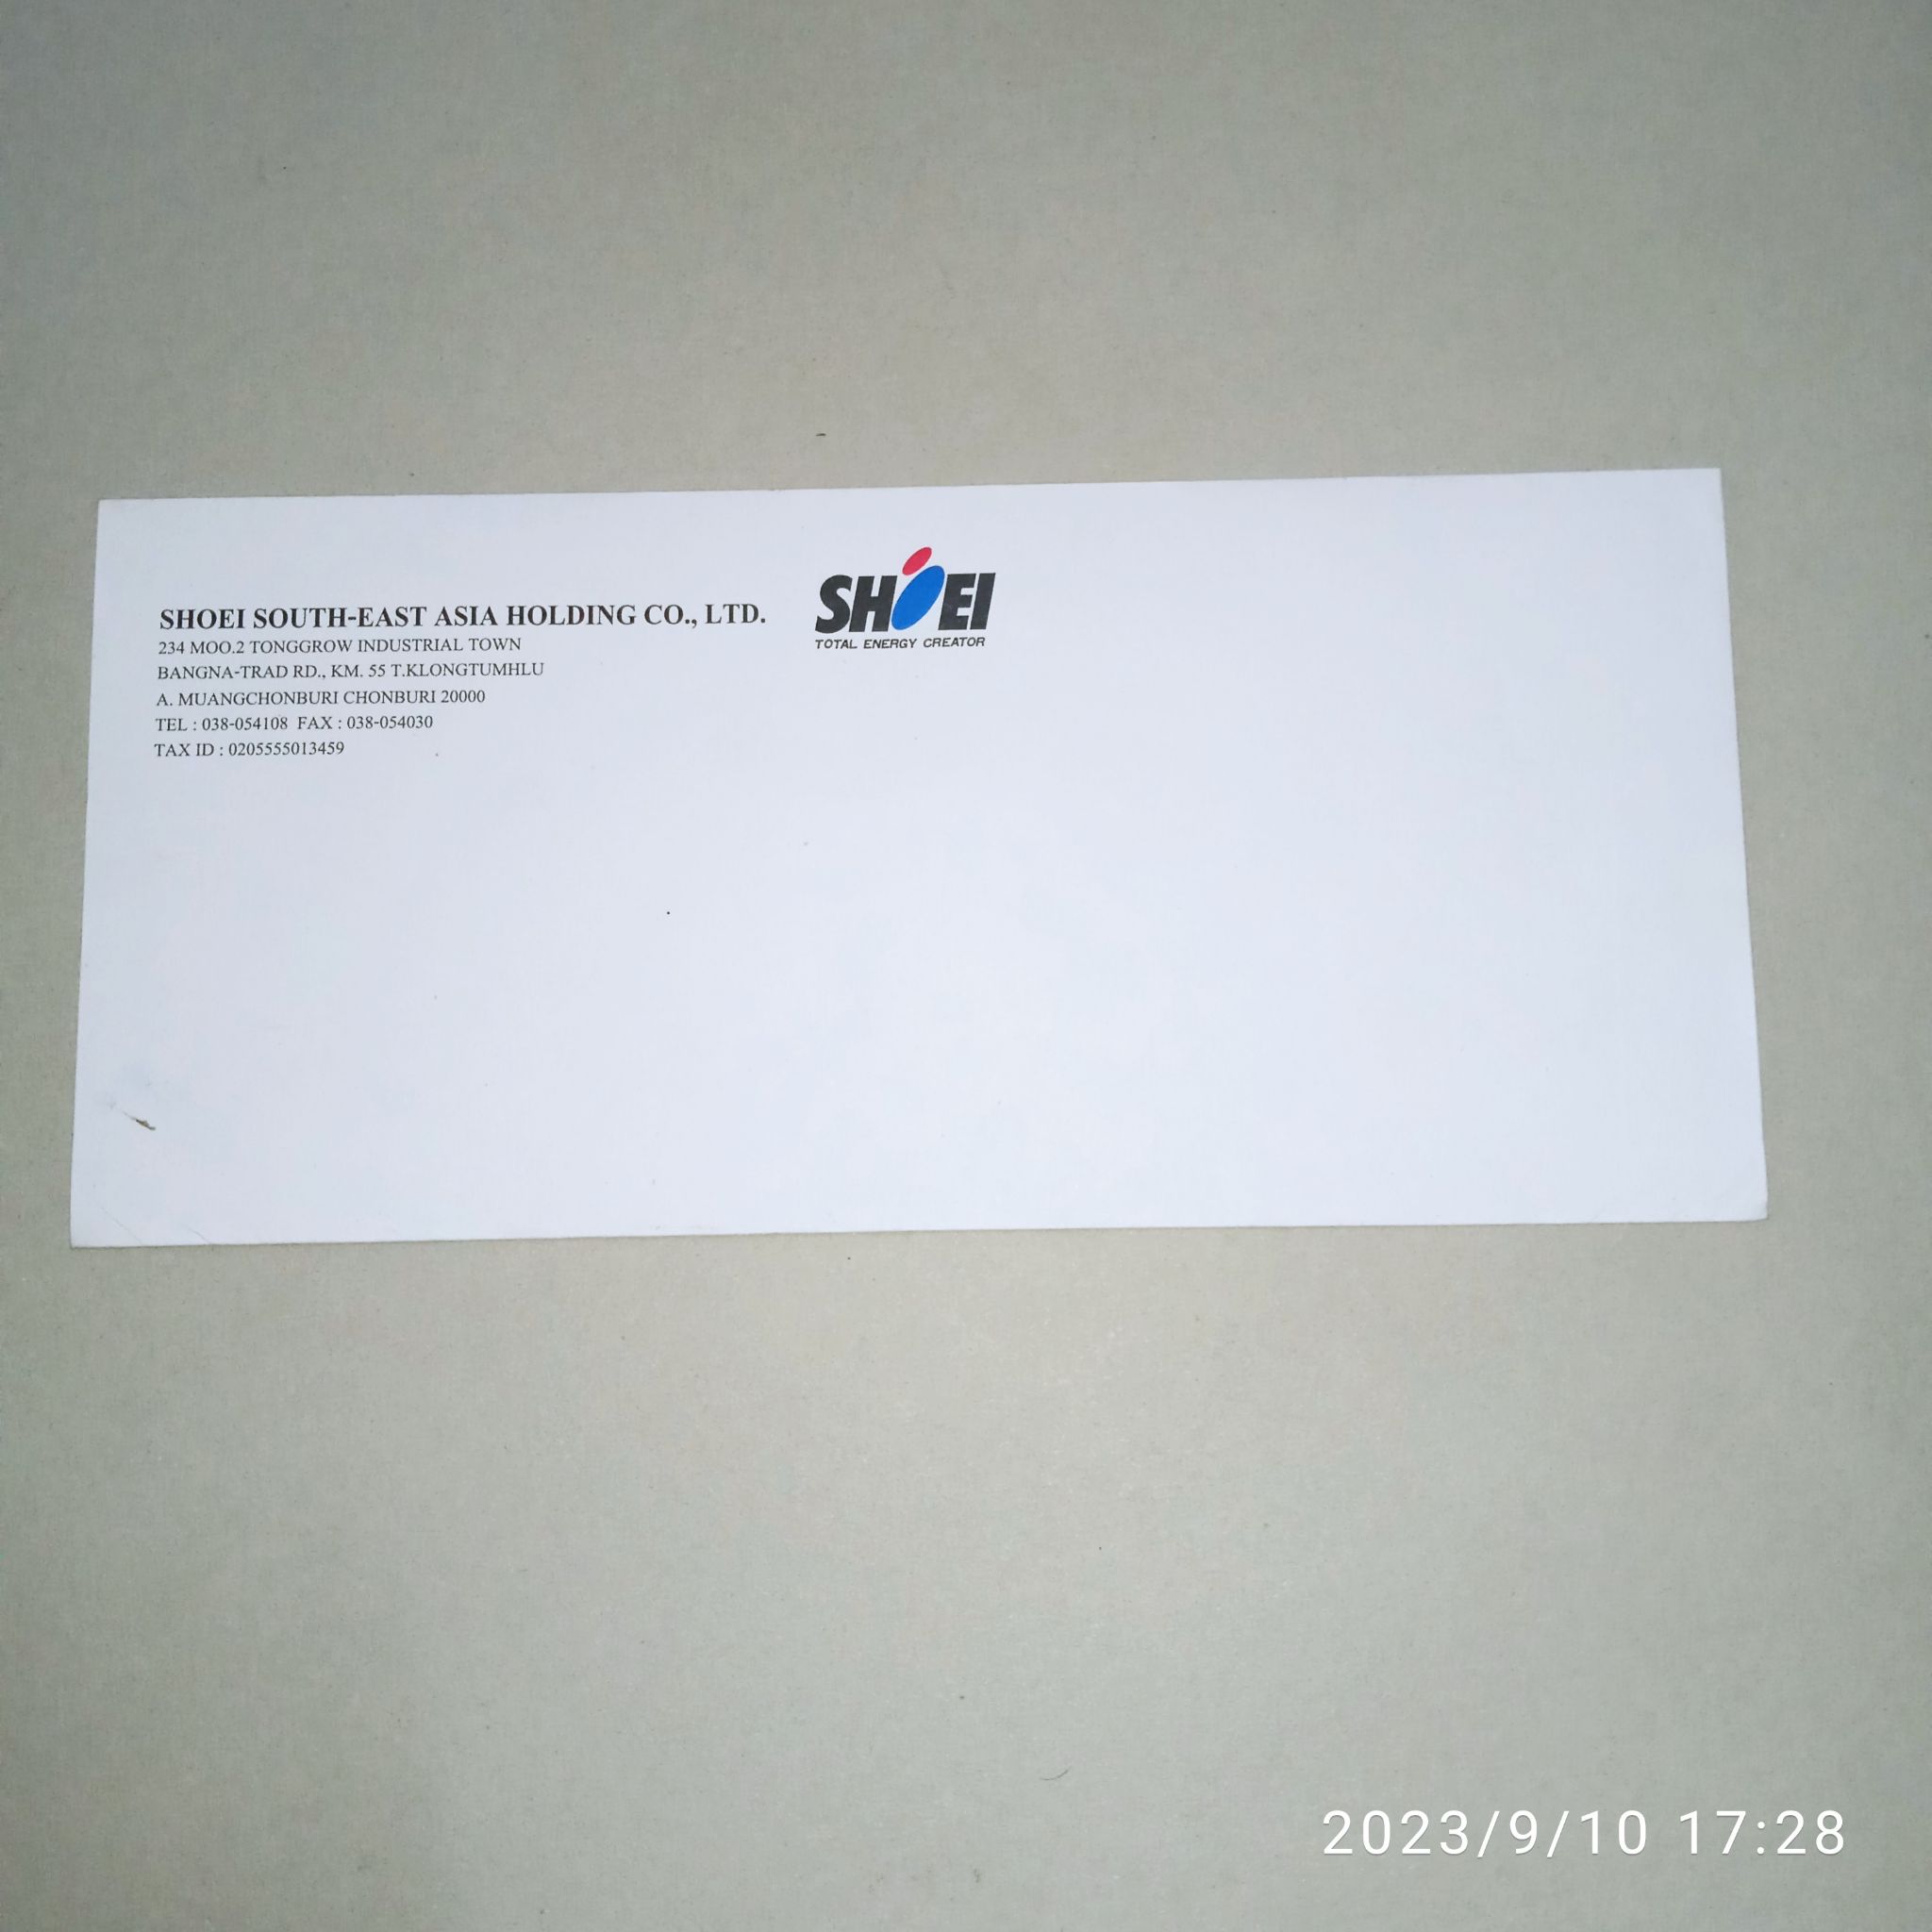 SHOEI SOUTH-EAST ASIA HOLDING CO., LTD.
234 MOO.2 TONGGROW INDUSTRIAL TOWN
BANGNA-TRAD RD., KM. 55 T.KLONGTUMHLU
A. MUANGCHONBURI CHONBURI 20000
TEL : 038-054108  FAX : 038-054030
TAX ID : 0205555013459
SHOEI
TOTAL ENERGY CREATOR
2023/9/10 17:28